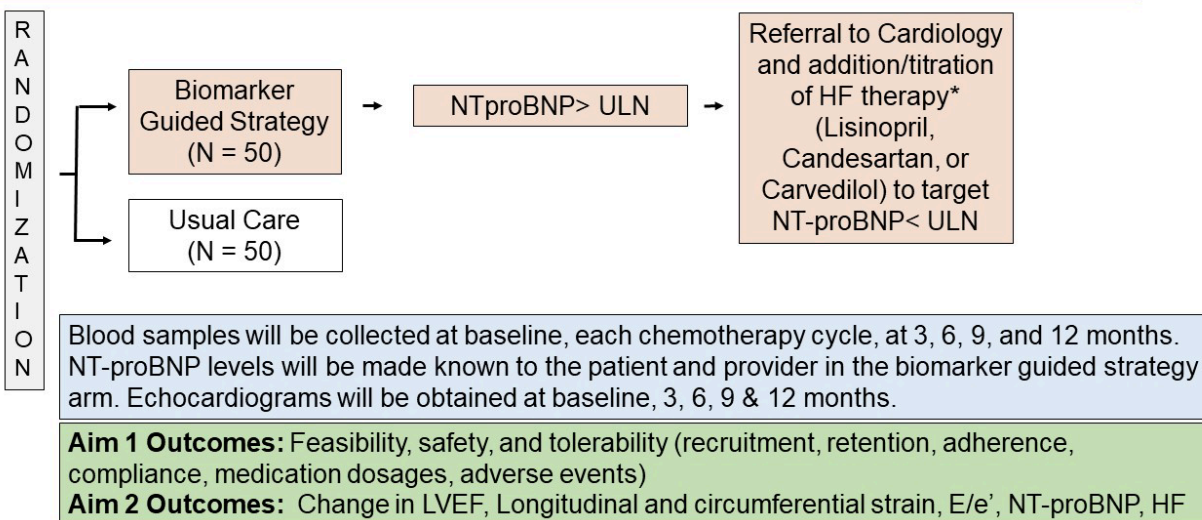 RANDOMIZATION
Biomarker
Guided Strategy
(N = 50)
NTproBNP> ULN
Referral to Cardiology
and addition/titration
of HF therapy*
(Lisinopril,
Candesartan, or
Carvedilol) to target
NT-proBNP< ULN
Usual Care
(N = 50)
Blood samples will be collected at baseline, each chemotherapy cycle, at 3, 6, 9, and 12 months.
NT-proBNP levels will be made known to the patient and provider in the biomarker guided strategy
arm. Echocardiograms will be obtained at baseline, 3, 6, 9 & 12 months.
Aim 1 Outcomes: Feasibility, safety, and tolerability (recruitment, retention, adherence,
compliance, medication dosages, adverse events)
Aim 2 Outcomes: Change in LVEF, Longitudinal and circumferential strain, E/e’, NT-proBNP, HF